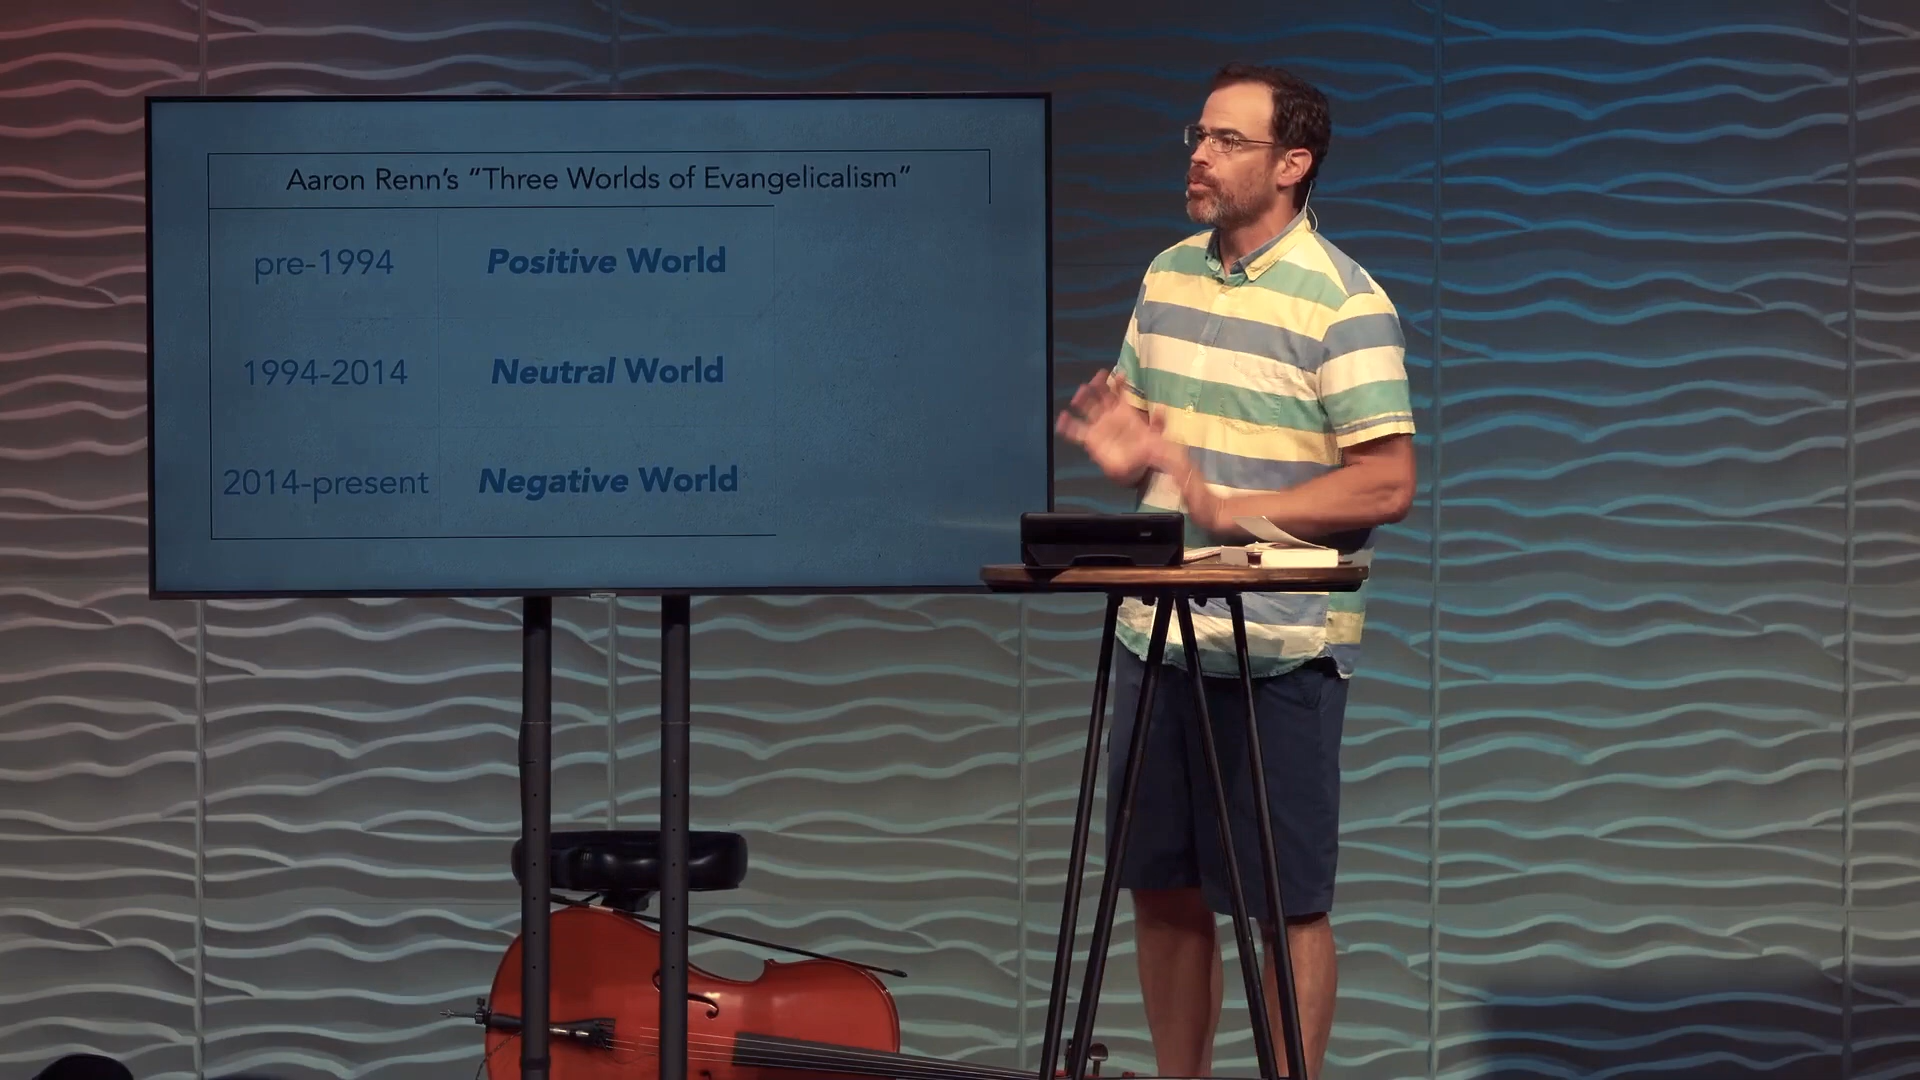 Aaron Renn's “Three Worlds of Evangelicalism”
pre-1994 Positive World
1994-2014 Neutral World
2014-present Negative World